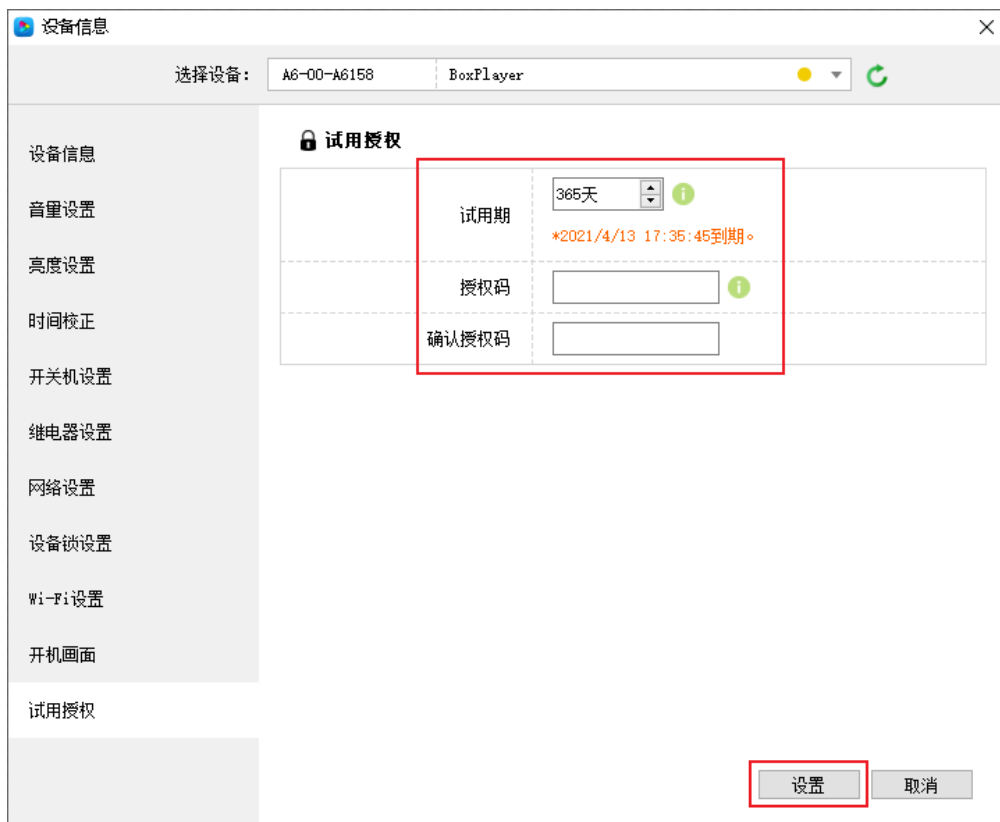 设备信息
选择设备: A6-00-A6158 BoxPlayer
设备信息
音量设置
亮度设置
时间校正
开关机设置
继电器设置
网络设置
设备锁设置
Wi-Fi设置
开机画面
试用授权
试用授权
试用期 365天
*2021/4/13 17:35:45到期。
授权码
确认授权码
设置 取消